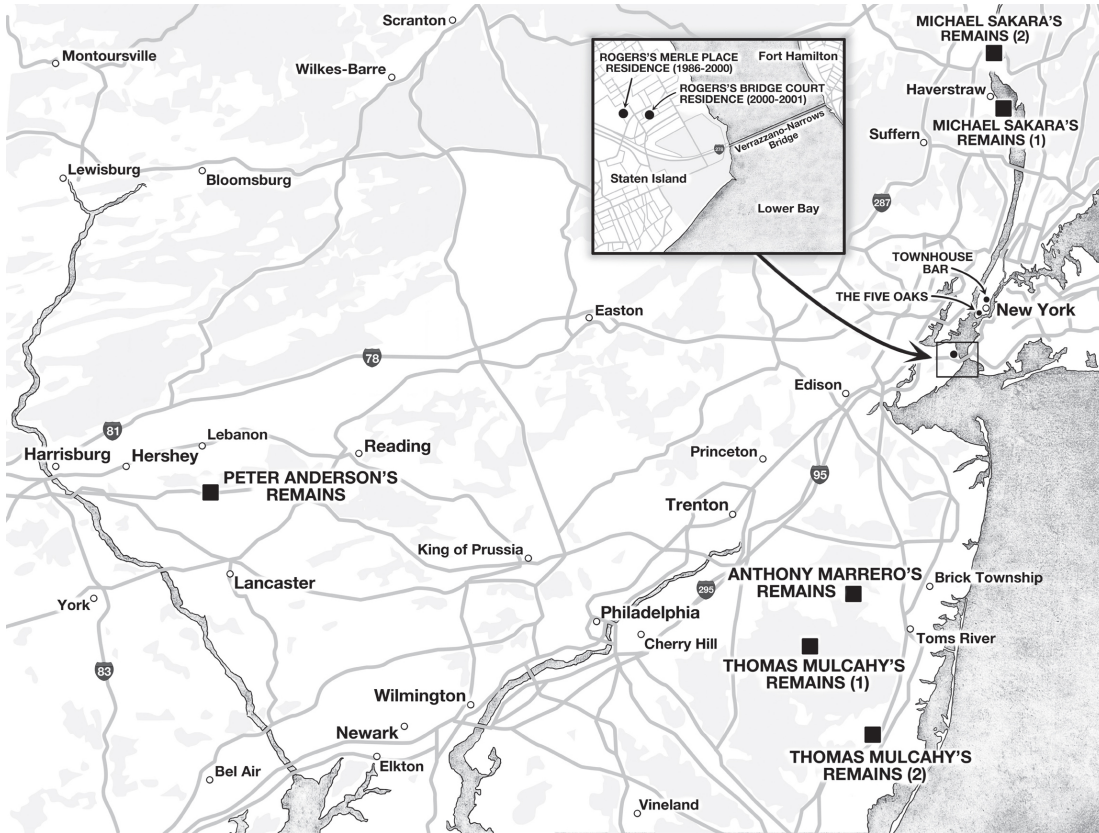 Scranton
MICHAEL SAKARA'S
REMAINS (2)
Montoursville
Wilkes-Barre
ROGERS'S MERLE PLACE
RESIDENCE (1986-2000)
Fort Hamilton
ROGERS'S BRIDGE COURT
RESIDENCE (2000-2001)
Verrazzano-Narrows
Bridge
278
Staten Island
Lower Bay
Haverstraw
MICHAEL SAKARA'S
REMAINS (1)
Suffern
Lewisburg
Bloomsburg
287
TOWNHOUSE
BAR
THE FIVE OAKS
New York
Easton
78
Edison
81
Lebanon
Harrisburg
Hershey
Reading
Princeton
95
PETER ANDERSON'S
REMAINS
Trenton
King of Prussia
Lancaster
ANTHONY MARRERO'S
REMAINS
Brick Township
295
York
Philadelphia
Cherry Hill
Toms River
THOMAS MULCAHY'S
REMAINS (1)
83
Wilmington
Newark
THOMAS MULCAHY'S
REMAINS (2)
Bel Air
Elkton
Vineland